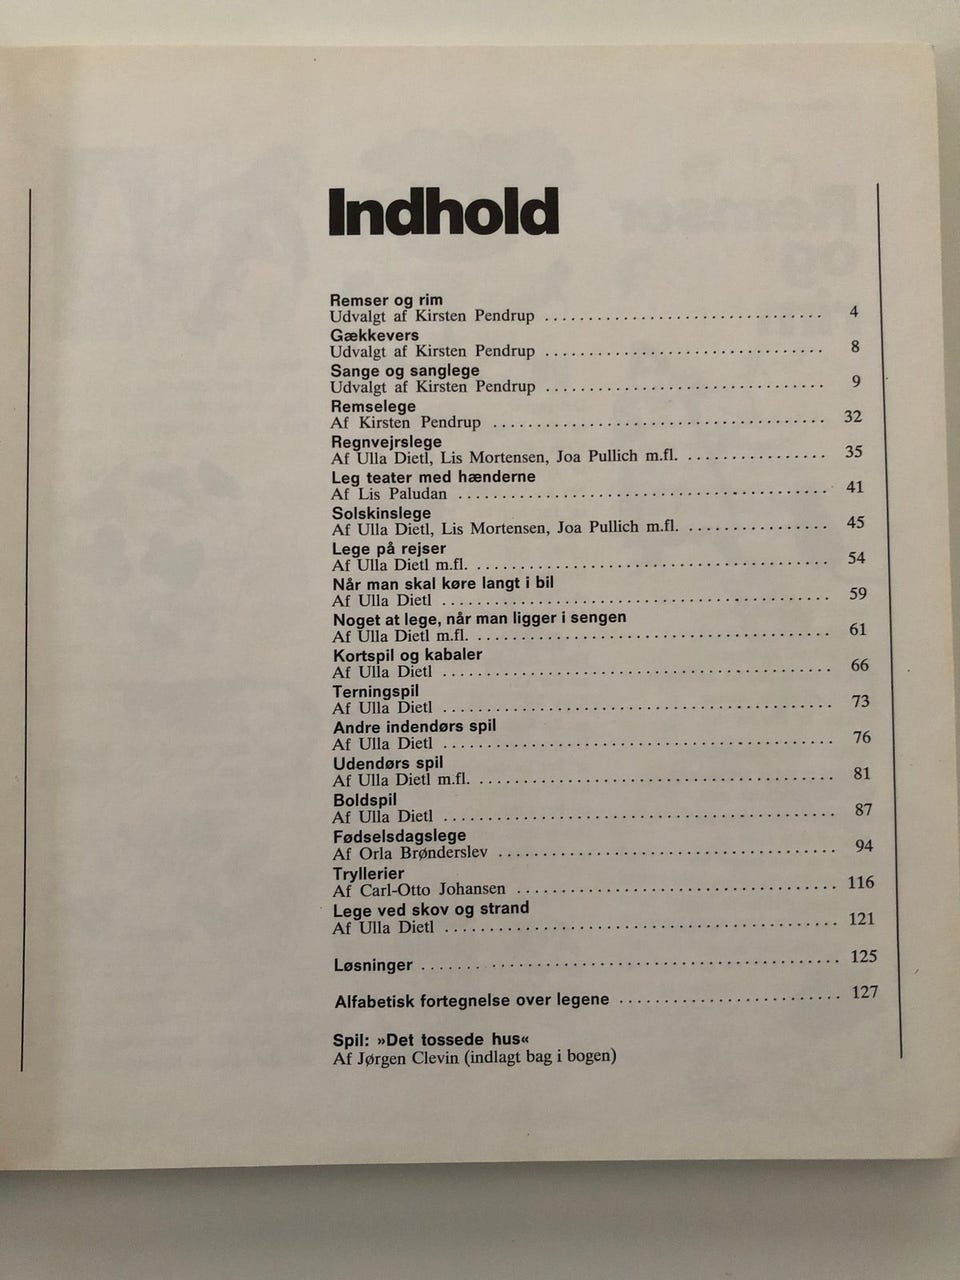 Indhold
Remser og rim
Udvalgt af Kirsten Pendrup ................................ 4
Gækkevers
Udvalgt af Kirsten Pendrup ................................ 8
Sange og sanglege
Udvalgt af Kirsten Pendrup ................................ 9
Remselege
Af Kirsten Pendrup ...................................... 32
Regnvejrslege
Af Ulla Dietl, Lis Mortensen, Joa Pullich m.fl. ................ 35
Leg teater med hænderne
Af Lis Paludan .......................................... 41
Solskinslege
Af Ulla Dietl, Lis Mortensen, Joa Pullich m.fl. ................ 45
Lege på rejser
Af Ulla Dietl m.fl. ........................................ 54
Når man skal køre langt i bil
Af Ulla Dietl ............................................ 59
Noget at lege, når man ligger i sengen
Af Ulla Dietl m.fl. ........................................ 61
Kortspil og kabaler
Af Ulla Dietl ............................................ 66
Terningspil
Af Ulla Dietl ............................................ 73
Andre indendørs spil
Af Ulla Dietl ............................................ 76
Udendørs spil
Af Ulla Dietl m.fl. ........................................ 81
Boldspil
Af Ulla Dietl ............................................ 87
Fødselsdagslege
Af Orla Brønderslev ...................................... 94
Tryllerier
Af Carl-Otto Johansen .................................... 116
Lege ved skov og strand
Af Ulla Dietl ............................................ 121
Løsninger ................................................ 125
Alfabetisk fortegnelse over legene .......................... 127
Spil: »Det tossede hus«
Af Jørgen Clevin (indlagt bag i bogen)